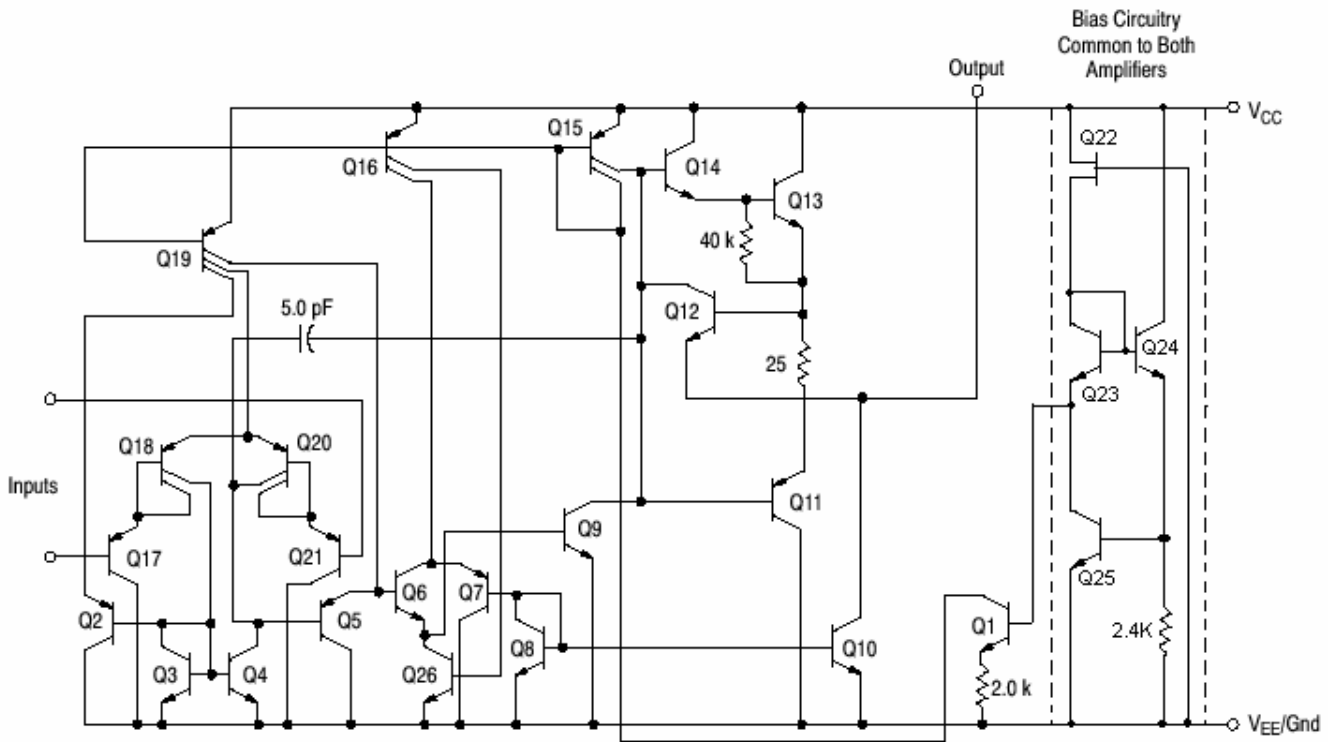 Bias Circuitry
Common to Both
Amplifiers
Output
V_CC
Q15
Q22
Q16
Q14
Q13
40 k
Q19
5.0 pF
Q12
Q24
25
Q23
Q18
Q20
Inputs
Q11
Q9
Q17
Q21
Q25
Q6
Q7
Q2
Q5
Q1
2.4K
Q3
Q4
Q26
Q8
Q10
2.0 k
V_EE/Gnd